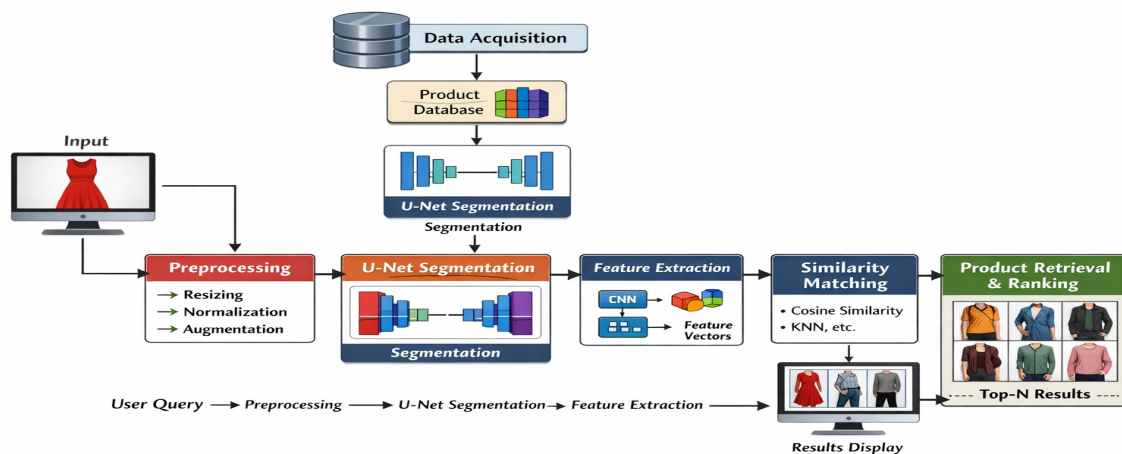 Data Acquisition
Product
Database
Input
U-Net Segmentation
Segmentation
Preprocessing
Resizing
Normalization
Augmentation
U-Net Segmentation
Segmentation
Feature Extraction
CNN
Feature
Vectors
Similarity
Matching
• Cosine Similarity
• KNN, etc.
Product Retrieval
& Ranking
Top-N Results
User Query Preprocessing U-Net Segmentation Feature Extraction
Results Display